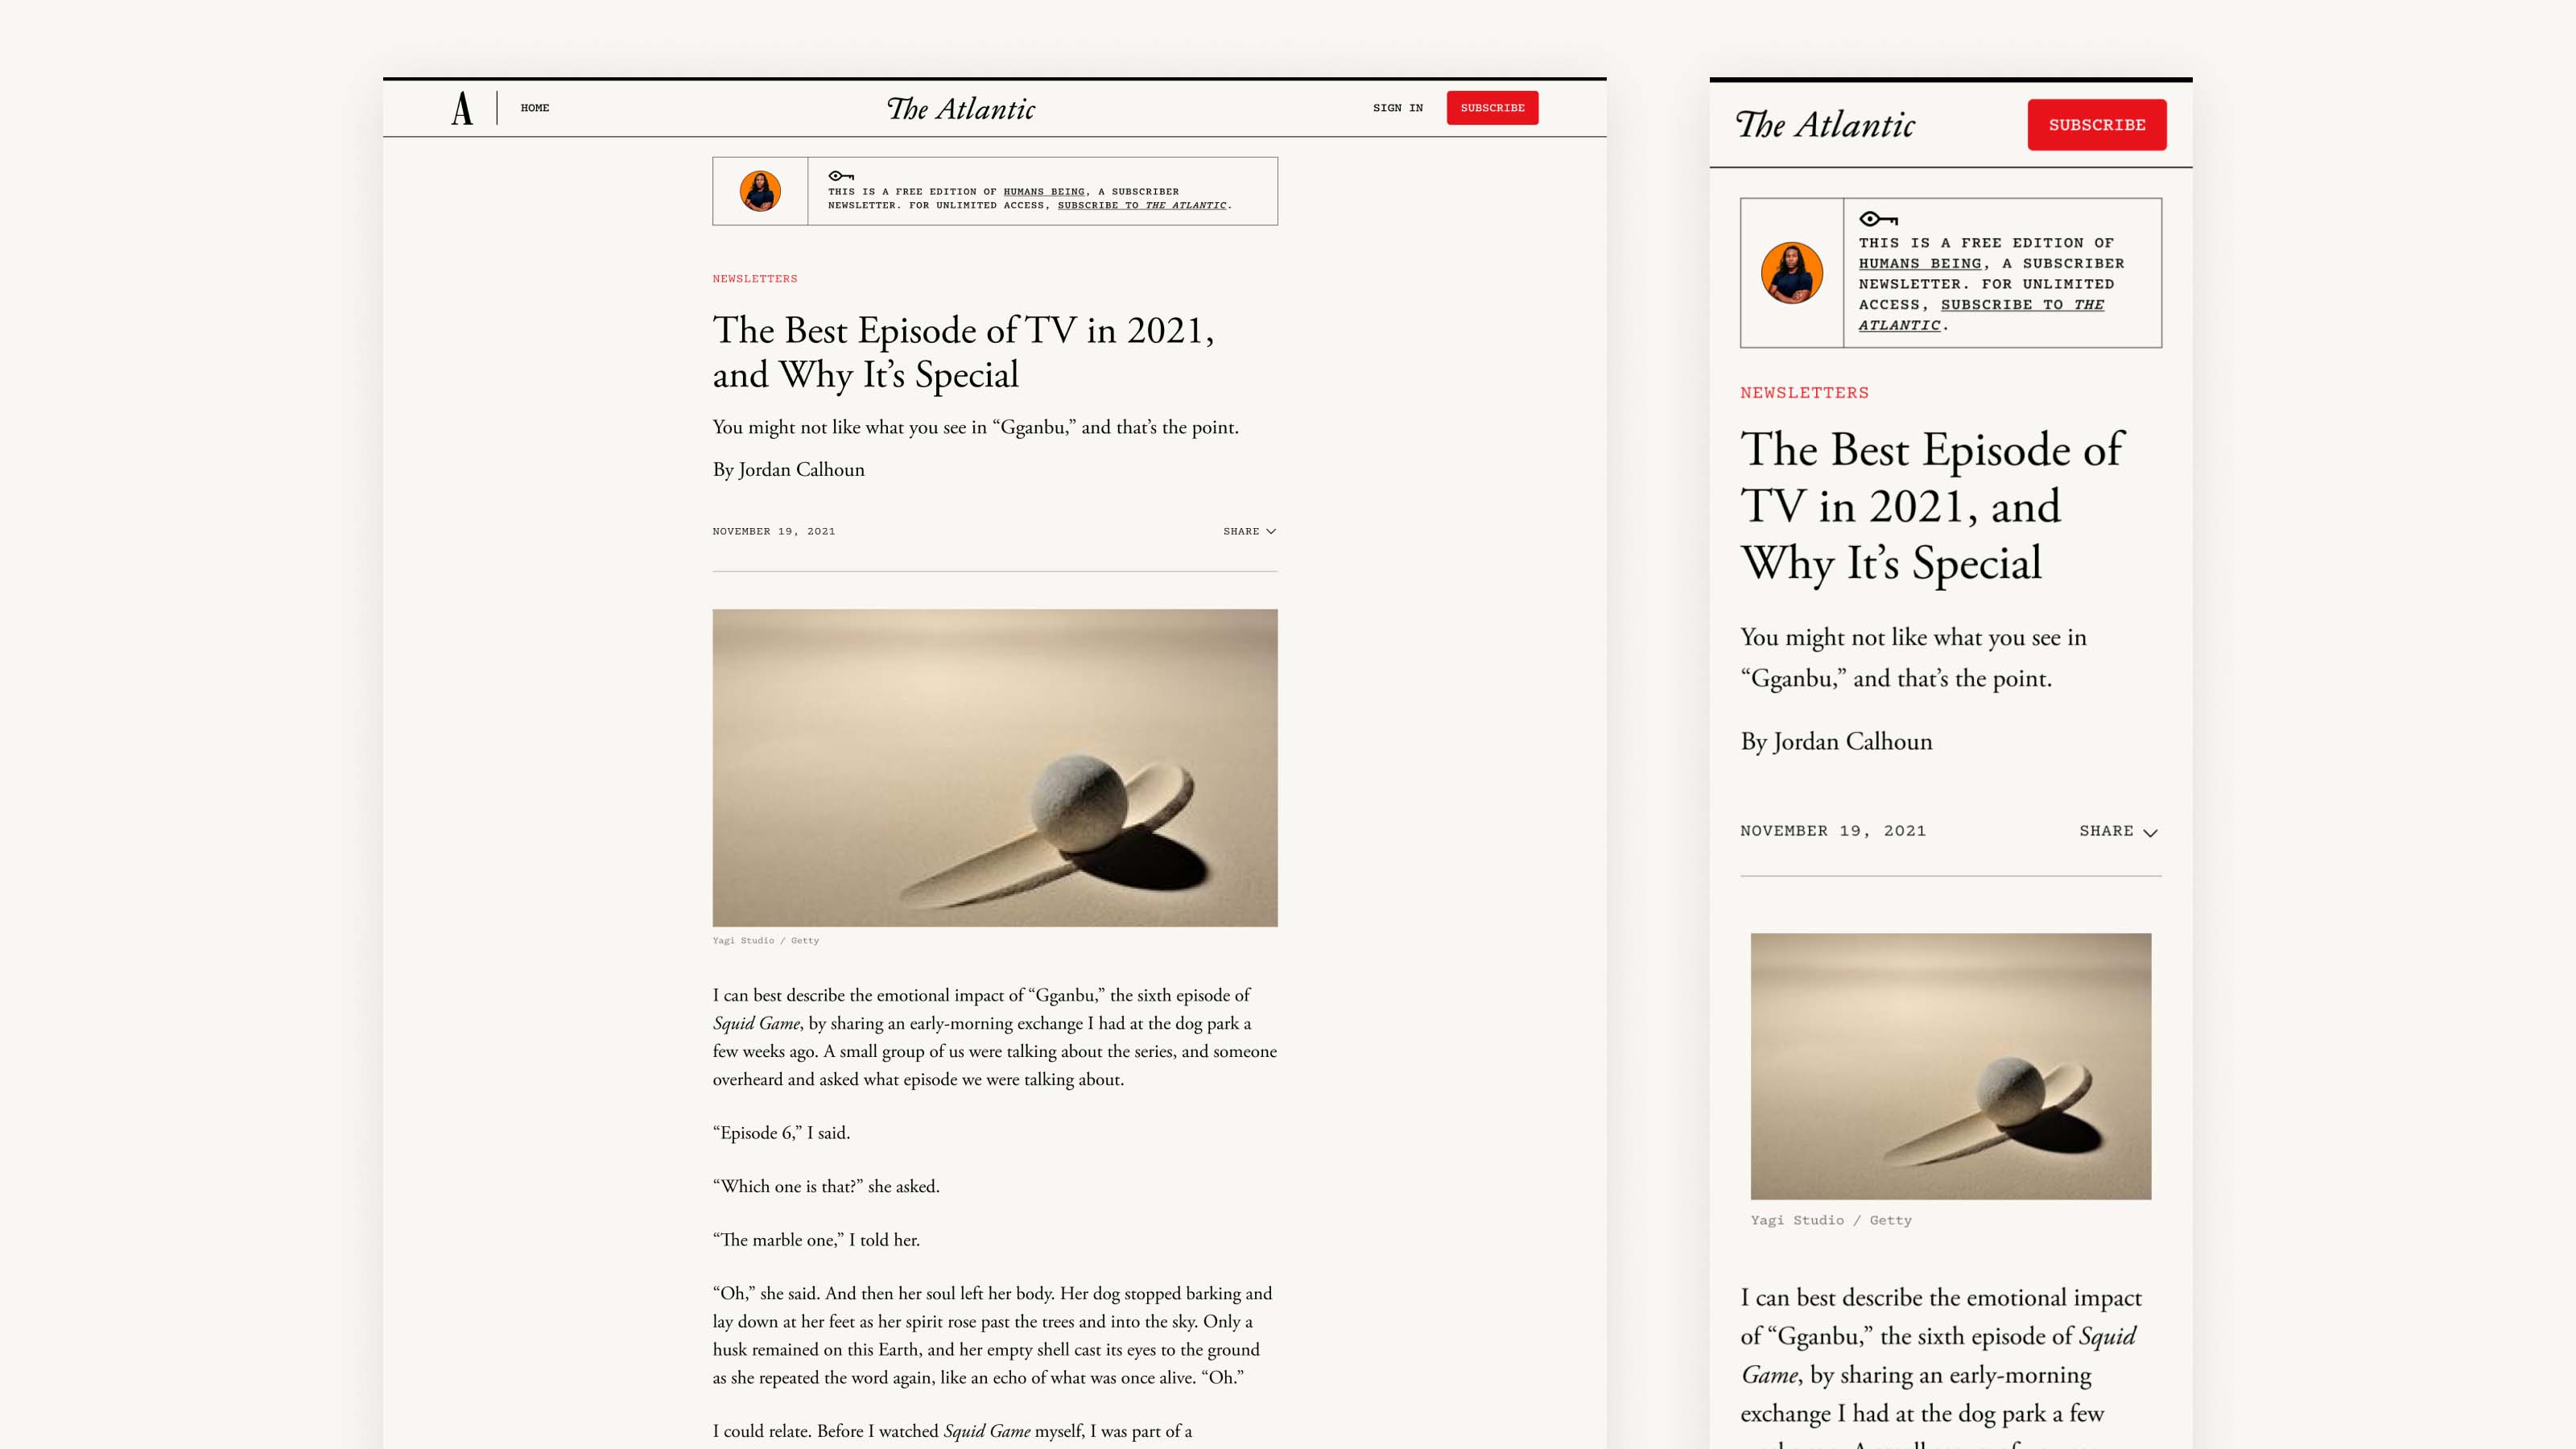 A
HOME
The Atlantic
SIGN IN
SUBSCRIBE
THIS IS A FREE EDITION OF HUMANS BEING, A SUBSCRIBER
NEWSLETTER. FOR UNLIMITED ACCESS, SUBSCRIBE TO THE ATLANTIC.
NEWSLETTERS
The Best Episode of TV in 2021,
and Why It’s Special
You might not like what you see in “Gganbu,” and that’s the point.
By Jordan Calhoun
NOVEMBER 19, 2021
SHARE
Yagi Studio / Getty
I can best describe the emotional impact of “Gganbu,” the sixth episode of
Squid Game, by sharing an early-morning exchange I had at the dog park a
few weeks ago. A small group of us were talking about the series, and someone
overheard and asked what episode we were talking about.
“Episode 6,” I said.
“Which one is that?” she asked.
“The marble one,” I told her.
“Oh,” she said. And then her soul left her body. Her dog stopped barking and
lay down at her feet as her spirit rose past the trees and into the sky. Only a
husk remained on this Earth, and her empty shell cast its eyes to the ground
as she repeated the word again, like an echo of what was once alive. “Oh.”
I could relate. Before I watched Squid Game myself, I was part of a
The Atlantic
SUBSCRIBE
THIS IS A FREE EDITION OF
HUMANS BEING, A SUBSCRIBER
NEWSLETTER. FOR UNLIMITED
ACCESS, SUBSCRIBE TO THE
ATLANTIC.
NEWSLETTERS
The Best Episode of
TV in 2021, and
Why It’s Special
You might not like what you see in
“Gganbu,” and that’s the point.
By Jordan Calhoun
NOVEMBER 19, 2021
SHARE
Yagi Studio / Getty
I can best describe the emotional impact
of “Gganbu,” the sixth episode of Squid
Game, by sharing an early-morning
exchange I had at the dog park a few